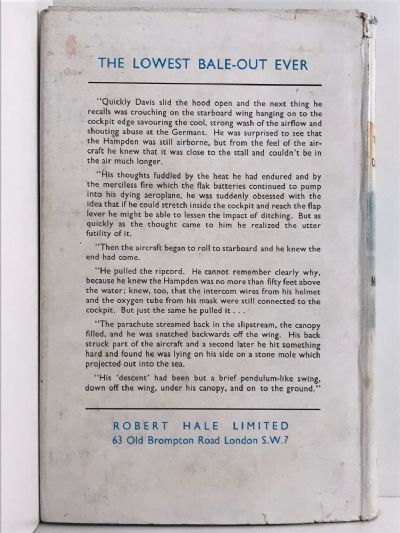 THE LOWEST BALE-OUT EVER
"Quickly Davis slid the hood open and the next thing he
recalls was crouching on the starboard wing hanging on to the
cockpit edge savouring the cool, strong wash of the airflow and
shouting abuse at the Germans. He was surprised to see that
the Hampden was still airborne, but from the feel of the air-
craft he knew that it was close to the stall and couldn't be in
the air much longer.
"His thoughts fuddled by the heat he had endured and by
the merciless fire which the flak batteries continued to pump
into his dying aeroplane, he was suddenly obsessed with the
idea that if he could stretch inside the cockpit and reach the flap
lever he might be able to lessen the impact of ditching. But as
quickly as the thought came to him he realized the utter
futility of it.
"Then the aircraft began to roll to starboard and he knew the
end had come.
"He pulled the ripcord. He cannot remember clearly why,
because he knew the Hampden was no more than fifty feet above
the water; knew, too, that the intercom wires from his helmet
and the oxygen tube from his mask were still connected to the
cockpit. But just the same he pulled it . . .
"The parachute streamed back in the slipstream, the canopy
filled, and he was snatched backwards off the wing. His back
struck part of the aircraft and a second later he hit something
hard and found he was lying on his side on a stone mole which
projected out into the sea.
"His 'descent' had been but a brief pendulum-like swing,
down off the wing, under his canopy, and on to the ground."
ROBERT HALE LIMITED
63 Old Brompton Road London S.W.7